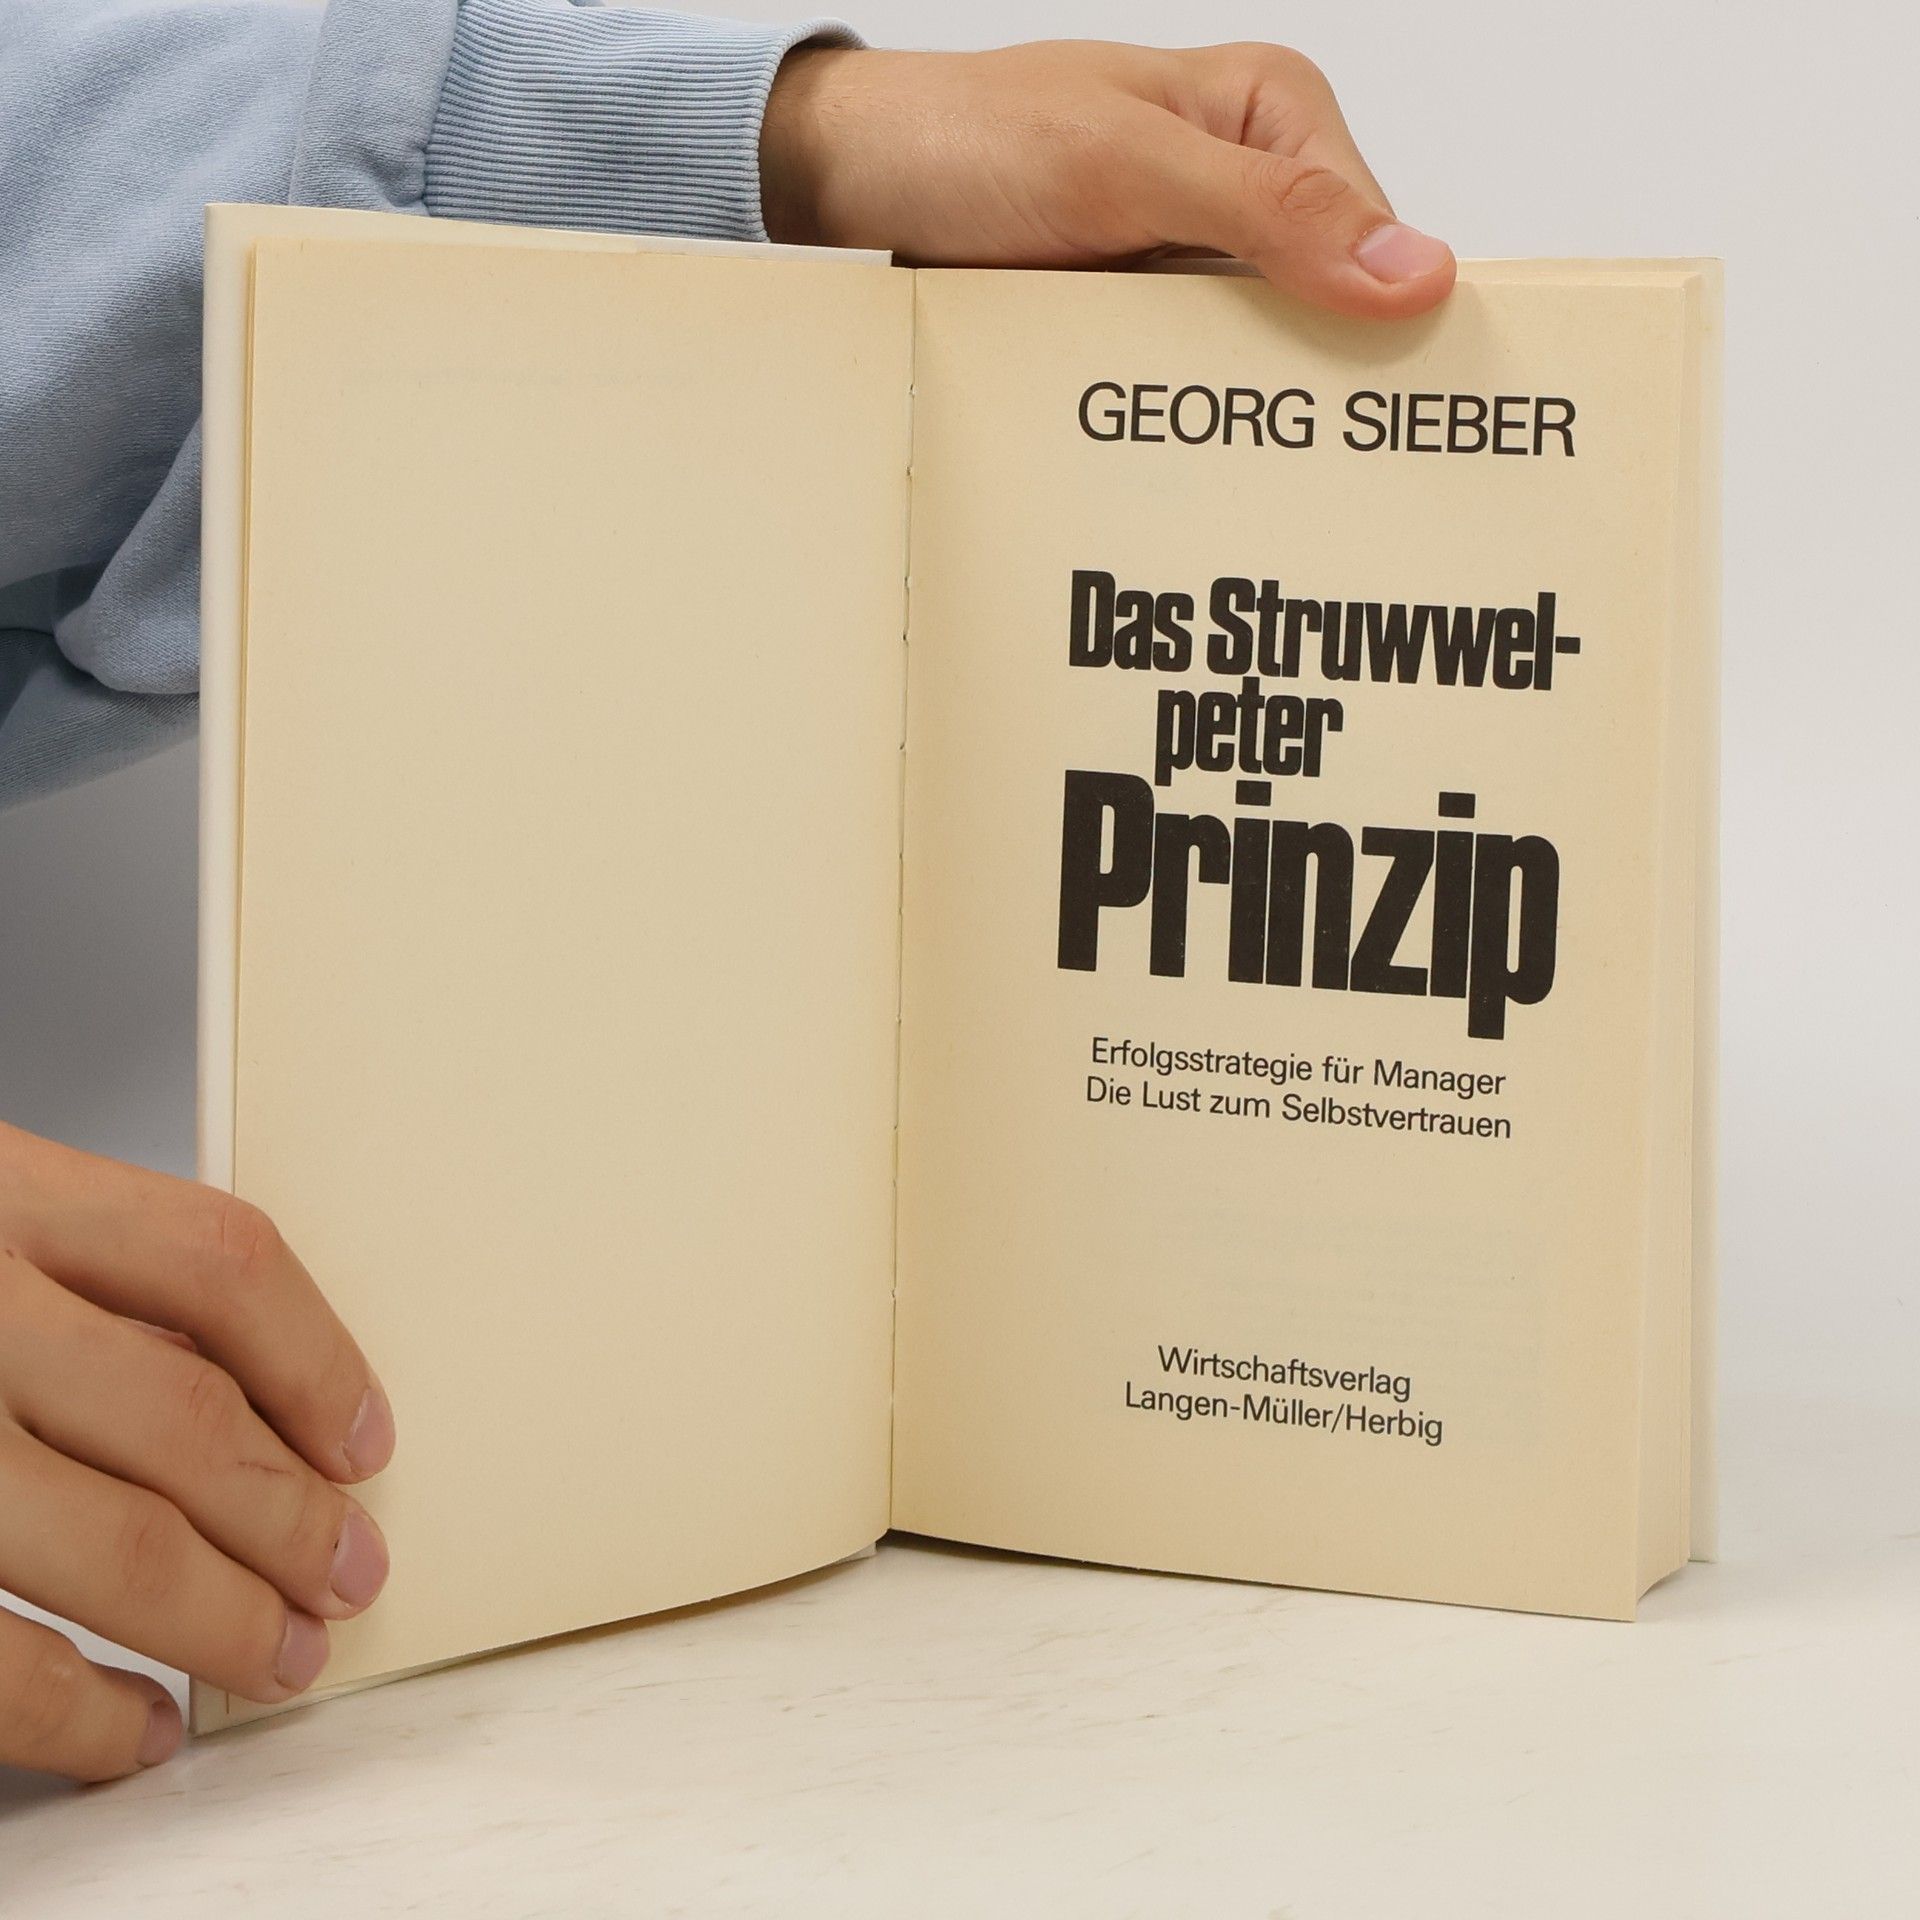 GEORG SIEBER
Das Struwwel-
peter
Prinzip
Erfolgsstrategie für Manager
Die Lust zum Selbstvertrauen
Wirtschaftsverlag
Langen-Müller/Herbig